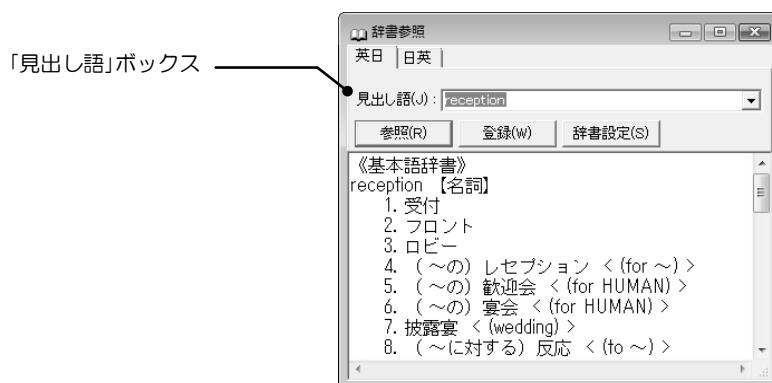 辞書参照
英日 日英
「見出し語」ボックス
見出し語(J)：reception
参照(R) 登録(W) 辞書設定(S)
《基本語辞書》
reception 【名詞】
1. 受付
2. フロント
3. ロビー
4. （～の）レセプション ＜(for ～)＞
5. （～の）歓迎会 ＜(for HUMAN)＞
6. （～の）宴会 ＜(for HUMAN)＞
7. 披露宴 ＜(wedding)＞
8. （～に対する）反応 ＜(to ～)＞